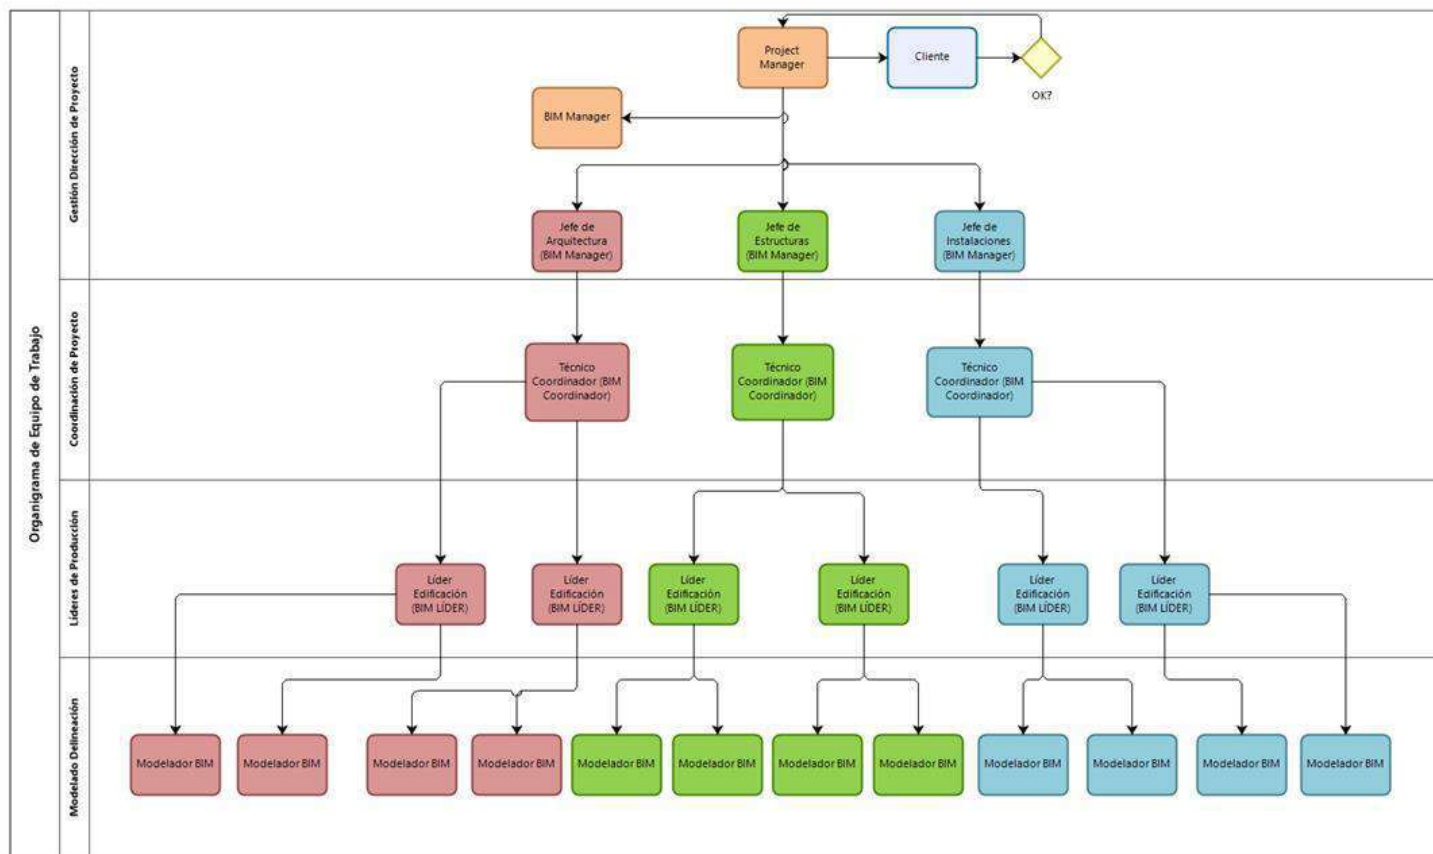 Organigrama de Equipo de Trabajo
Gestión Dirección de Proyecto
Project
Manager
Cliente
OK?
BIM Manager
Jefe de
Arquitectura
(BIM Manager)
Jefe de
Estructuras
(BIM Manager)
Jefe de
Instalaciones
(BIM Manager)
Coordinación de Proyecto
Técnico
Coordinador (BIM
Coordinador)
Técnico
Coordinador (BIM
Coordinador)
Técnico
Coordinador (BIM
Coordinador)
Líderes de Producción
Líder
Edificación
(BIM LÍDER)
Líder
Edificación
(BIM LÍDER)
Líder
Edificación
(BIM LÍDER)
Líder
Edificación
(BIM LÍDER)
Líder
Edificación
(BIM LÍDER)
Líder
Edificación
(BIM LÍDER)
Modelado Delineación
Modelador BIM
Modelador BIM
Modelador BIM
Modelador BIM
Modelador BIM
Modelador BIM
Modelador BIM
Modelador BIM
Modelador BIM
Modelador BIM
Modelador BIM
Modelador BIM